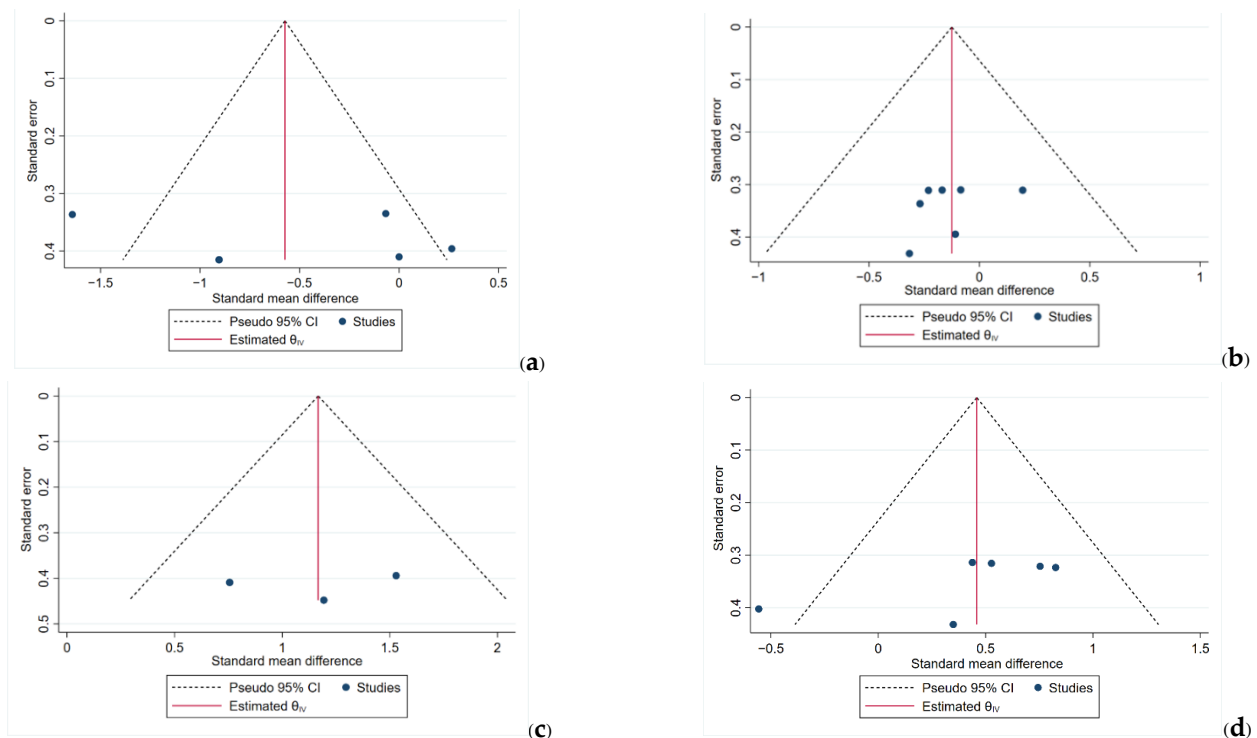 0
0.1
0.2
0.3
0.4
Standard error
−1.5
−1
−0.5
0
0.5
Standard mean difference
Pseudo 95% CI
Studies
Estimated θIV
(a)
0
0.1
0.2
0.3
0.4
Standard error
−1
−0.5
0
0.5
1
Standard mean difference
Pseudo 95% CI
Studies
Estimated θIV
(b)
0
0.1
0.2
0.3
0.4
0.5
Standard error
0
0.5
1
1.5
2
Standard mean difference
Pseudo 95% CI
Studies
Estimated θIV
(c)
0
0.1
0.2
0.3
0.4
Standard error
−0.5
0
0.5
1
1.5
Standard mean difference
Pseudo 95% CI
Studies
Estimated θIV
(d)